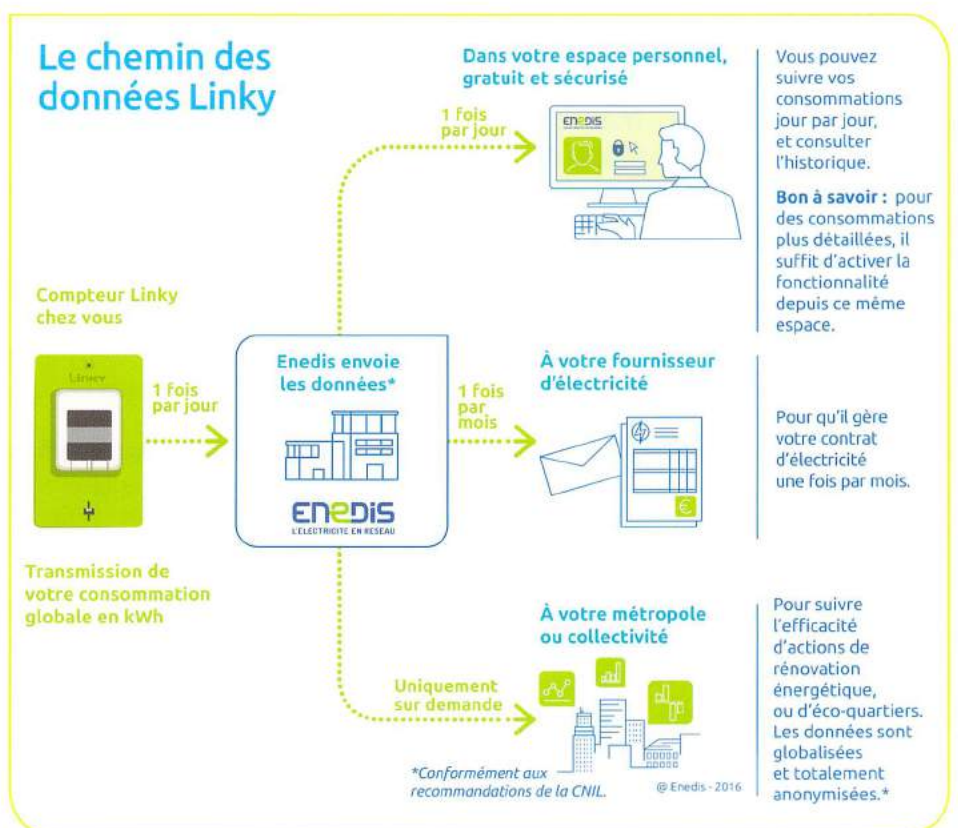 Le chemin des
données Linky
Dans votre espace personnel,
gratuit et sécurisé
1 fois
par jour
ENEDIS
Vous pouvez
suivre vos
consommations
jour par jour,
et consulter
l'historique.
Bon à savoir : pour
des consommations
plus détaillées, il
suffit d'activer la
fonctionnalité
depuis ce même
espace.
Compteur Linky
chez vous
Linky
1 fois
par jour
Enedis envoie
les données*
ENEDIS
L'ELECTRICITE EN RESEAU
1 fois
par
mois
À votre fournisseur
d'électricité
€
Pour qu'il gère
votre contrat
d'électricité
une fois par mois.
Transmission de
votre consommation
globale en kWh
Uniquement
sur demande
À votre métropole
ou collectivité
Pour suivre
l'efficacité
d'actions de
rénovation
énergétique,
ou d'éco-quartiers.
Les données sont
globalisées
et totalement
anonymisées.*
*Conformément aux
recommandations de la CNIL.
@ Enedis - 2016